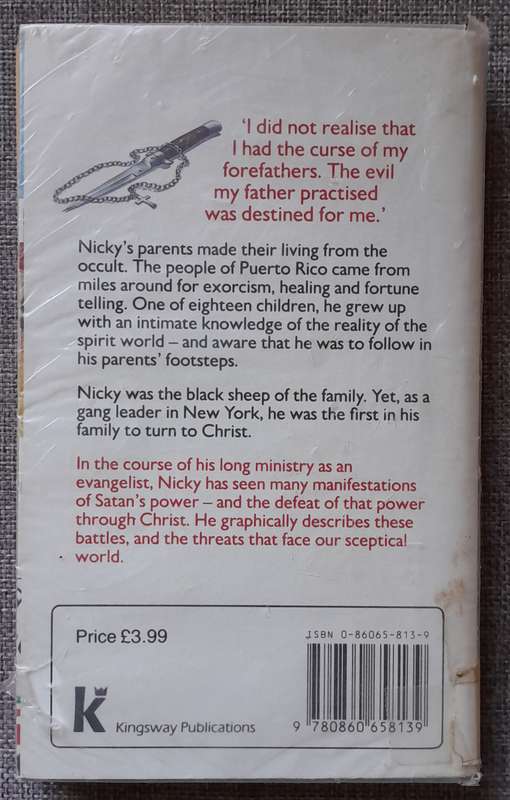 ‘I did not realise that
I had the curse of my
forefathers. The evil
my father practised
was destined for me.’
Nicky’s parents made their living from the
occult. The people of Puerto Rico came from
miles around for exorcism, healing and fortune
telling. One of eighteen children, he grew up
with an intimate knowledge of the reality of the
spirit world – and aware that he was to follow in
his parents’ footsteps.
Nicky was the black sheep of the family. Yet, as a
gang leader in New York, he was the first in his
family to turn to Christ.
In the course of his long ministry as an
evangelist, Nicky has seen many manifestations
of Satan’s power – and the defeat of that power
through Christ. He graphically describes these
battles, and the threats that face our sceptical
world.
Price £3.99
ISBN 0-86065-813-9
k
Kingsway Publications
9 780860 658139